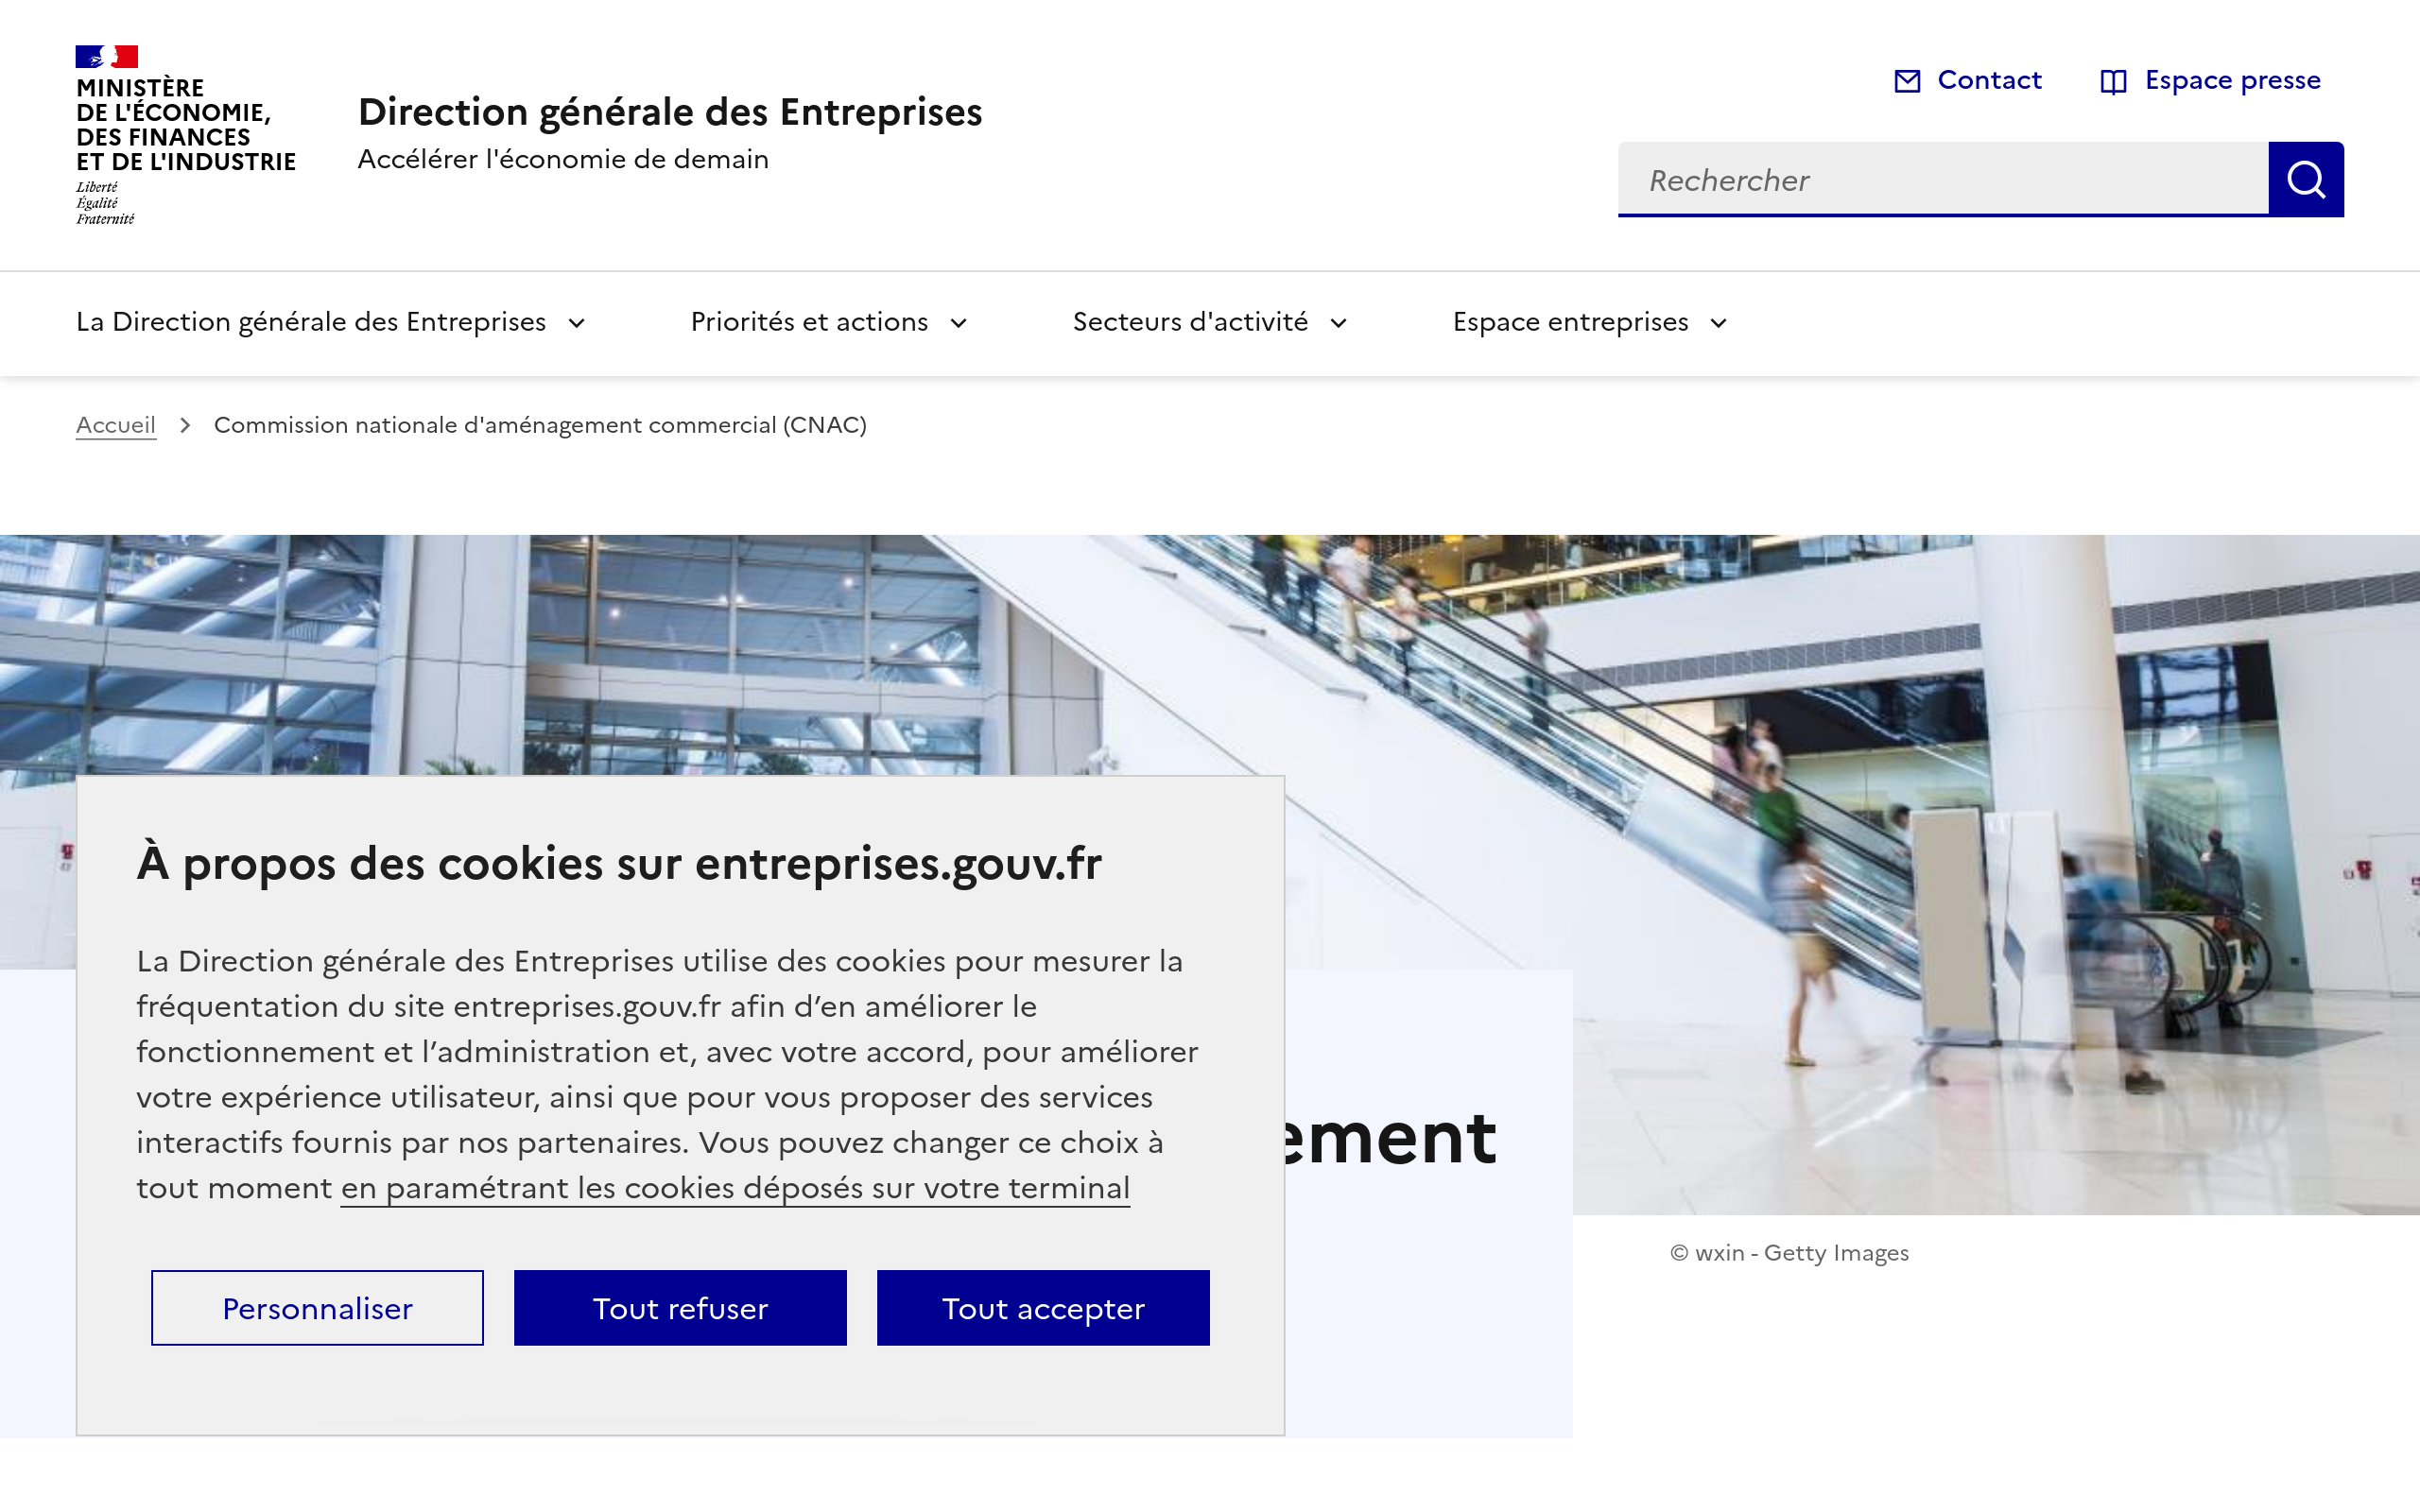 MINISTÈRE
DE L'ÉCONOMIE,
DES FINANCES
ET DE L'INDUSTRIE
Liberté
Égalité
Fraternité
Direction générale des Entreprises
Accélérer l'économie de demain
Contact
Espace presse
Rechercher
La Direction générale des Entreprises
Priorités et actions
Secteurs d'activité
Espace entreprises
Accueil
Commission nationale d'aménagement commercial (CNAC)
À propos des cookies sur entreprises.gouv.fr
La Direction générale des Entreprises utilise des cookies pour mesurer la
fréquentation du site entreprises.gouv.fr afin d’en améliorer le
fonctionnement et l’administration et, avec votre accord, pour améliorer
votre expérience utilisateur, ainsi que pour vous proposer des services
interactifs fournis par nos partenaires. Vous pouvez changer ce choix à
tout moment en paramétrant les cookies déposés sur votre terminal
Personnaliser
Tout refuser
Tout accepter
ement
© wxin - Getty Images